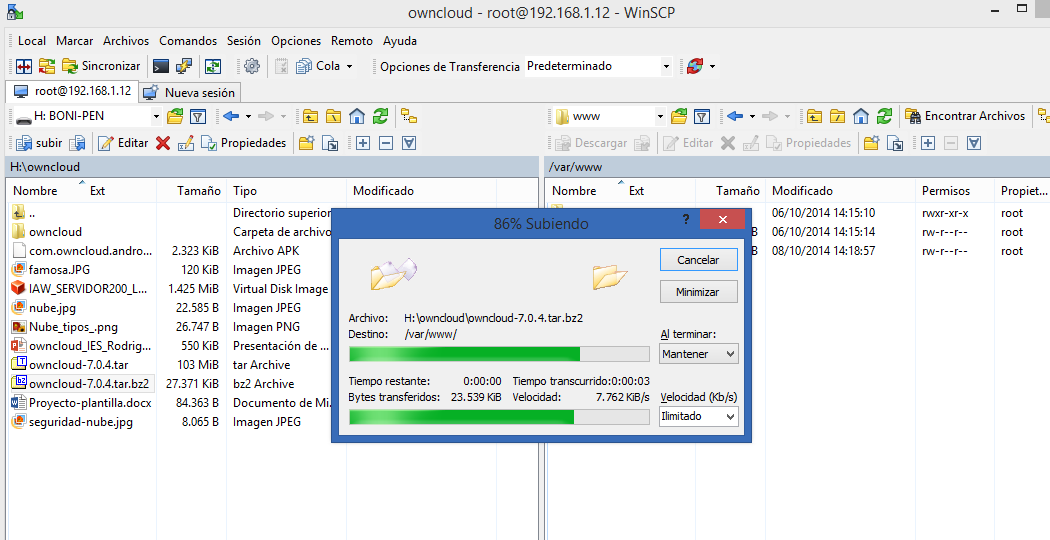 owncloud - root@192.168.1.12 - WinSCP
Local Marcar Archivos Comandos Sesión Opciones Remoto Ayuda
Sincronizar Cola Opciones de Transferencia Predeterminado
root@192.168.1.12 Nueva sesión
H: BONI-PEN www Encontrar Archivos
subir Editar Propiedades Descargar Editar Propiedades
H:\owncloud /var/www
Nombre Ext Tamaño Tipo Modificado Nombre Ext Tamaño Modificado Permisos Propiet...
.. Directorio superior 06/10/2014 14:15:10 rwxr-xr-x root
owncloud Carpeta de archivo B 06/10/2014 14:15:14 rw-r--r-- root
com.owncloud.andro... 2.323 KiB Archivo APK B 08/10/2014 14:18:57 rw-r--r-- root
famosa.JPG 120 KiB Imagen JPEG
IAW_SERVIDOR200_L... 1.425 MiB Virtual Disk Image
nube.jpg 22.585 B Imagen JPEG
Nube_tipos_.png 26.747 B Imagen PNG
owncloud_IES_Rodrig... 550 KiB Presentación de ...
owncloud-7.0.4.tar 103 MiB tar Archive
owncloud-7.0.4.tar.bz2 27.371 KiB bz2 Archive
Proyecto-plantilla.docx 84.363 B Documento de Mi...
seguridad-nube.jpg 8.065 B Imagen JPEG
86% Subiendo
Cancelar
Minimizar
Archivo: H:\owncloud\owncloud-7.0.4.tar.bz2
Destino: /var/www/
Al terminar:
Mantener
Tiempo restante: 0:00:00 Tiempo transcurrido:0:00:03
Bytes transferidos: 23.539 KiB Velocidad: 7.762 KiB/s
Velocidad (Kb/s)
Ilimitado